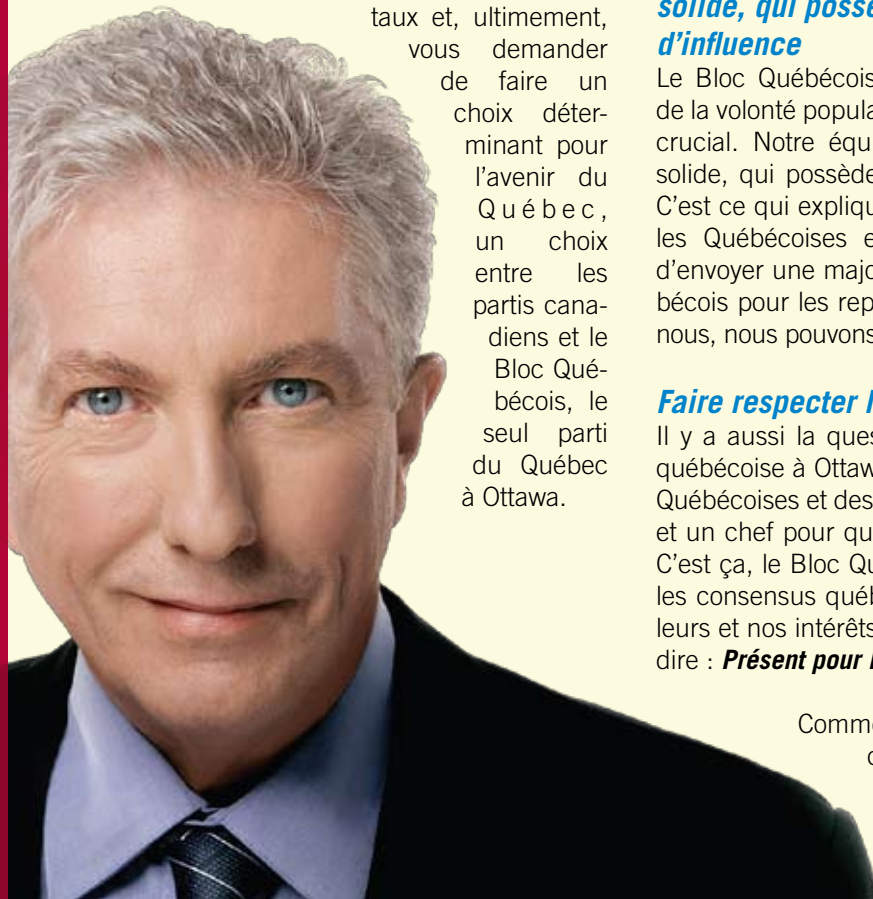 taux et, ultimement,
vous demander
de faire un
choix déter-
minant pour
l'avenir du
Québec,
un choix
entre les
partis cana-
diens et le
Bloc Qué-
bécois, le
seul parti
du Québec
à Ottawa.
solide, qui possè
d'influence
Le Bloc Québécois
de la volonté popula
crucial. Notre équ
solide, qui possède
C'est ce qui expliqu
les Québécoises e
d'envoyer une majo
bécois pour les rep
nous, nous pouvons
Faire respecter l
Il y a aussi la ques
québécoise à Ottaw
Québécoises et des
et un chef pour qu
C'est ça, le Bloc Qu
les consensus québ
leurs et nos intérêts
dire : Présent pour
Comme